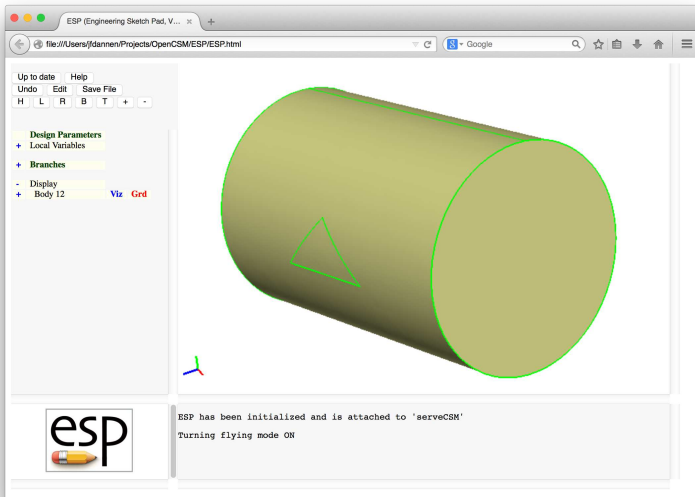 ESP (Engineering Sketch Pad, V...
file:///Users/jfdannen/Projects/OpenCSM/ESP/ESP.html
Google
Up to date Help
Undo Edit Save File
H L R B T + -
Design Parameters
+ Local Variables
+ Branches
- Display
+ Body 12 Viz Grd
ESP has been initialized and is attached to 'serveCSM'
Turning flying mode ON
esp